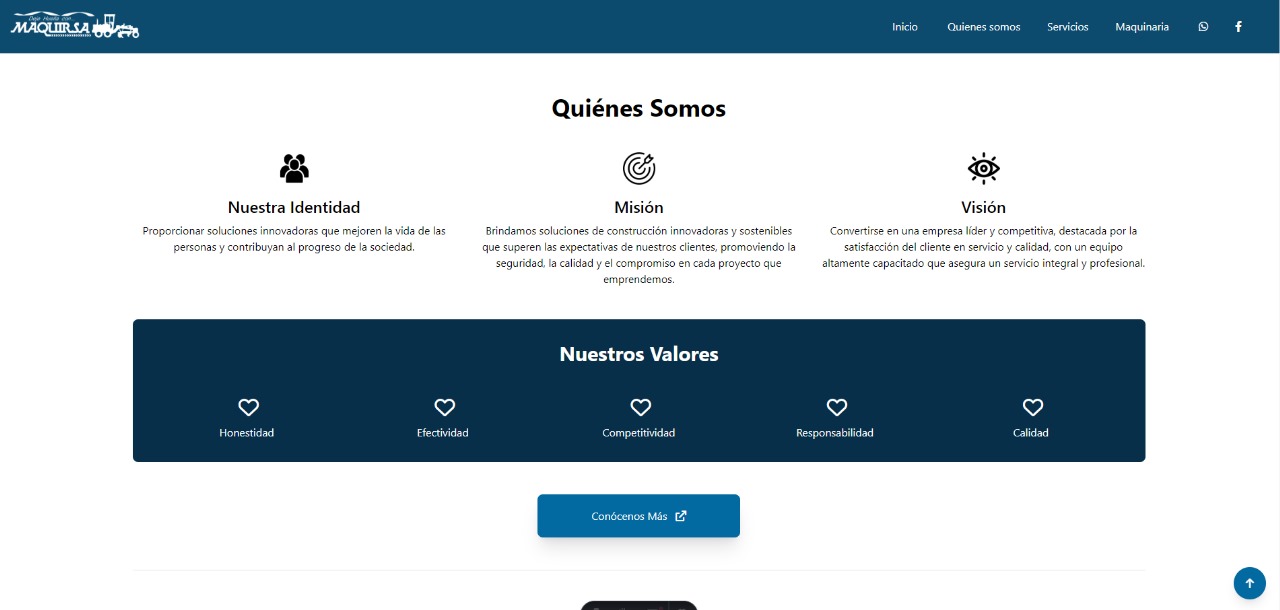 Deja Huella Con...
MAQUIRSA
Inicio Quienes somos Servicios Maquinaria
Quiénes Somos
Nuestra Identidad
Proporcionar soluciones innovadoras que mejoren la vida de las
personas y contribuyan al progreso de la sociedad.
Misión
Brindamos soluciones de construcción innovadoras y sostenibles
que superen las expectativas de nuestros clientes, promoviendo la
seguridad, la calidad y el compromiso en cada proyecto que
emprendemos.
Visión
Convertirse en una empresa líder y competitiva, destacada por la
satisfacción del cliente en servicio y calidad, con un equipo
altamente capacitado que asegura un servicio integral y profesional.
Nuestros Valores
Honestidad
Efectividad
Competitividad
Responsabilidad
Calidad
Conócenos Más